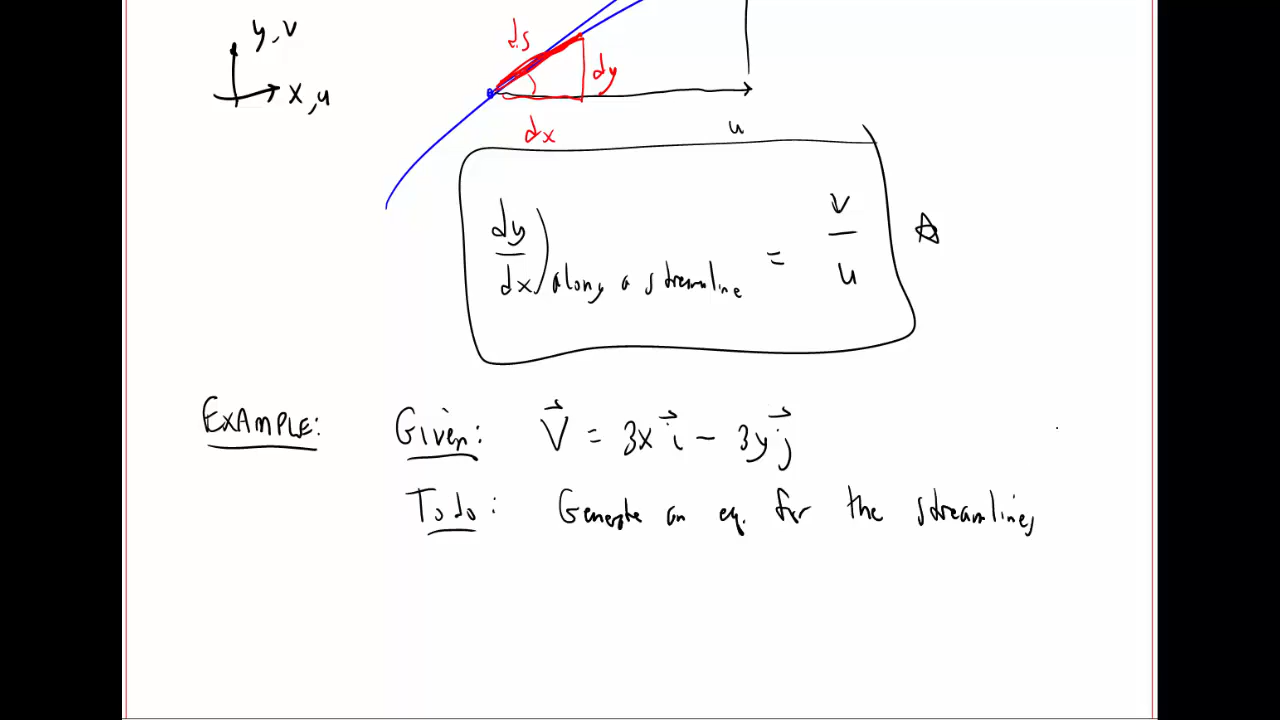 y, v
x, u
ds
dy
dx
u
dy/dx) along a streamline = v/u ☆
EXAMPLE: Given: V⃗ = 3x i⃗ − 3y j⃗
To do: Generate an eq. for the streamlines